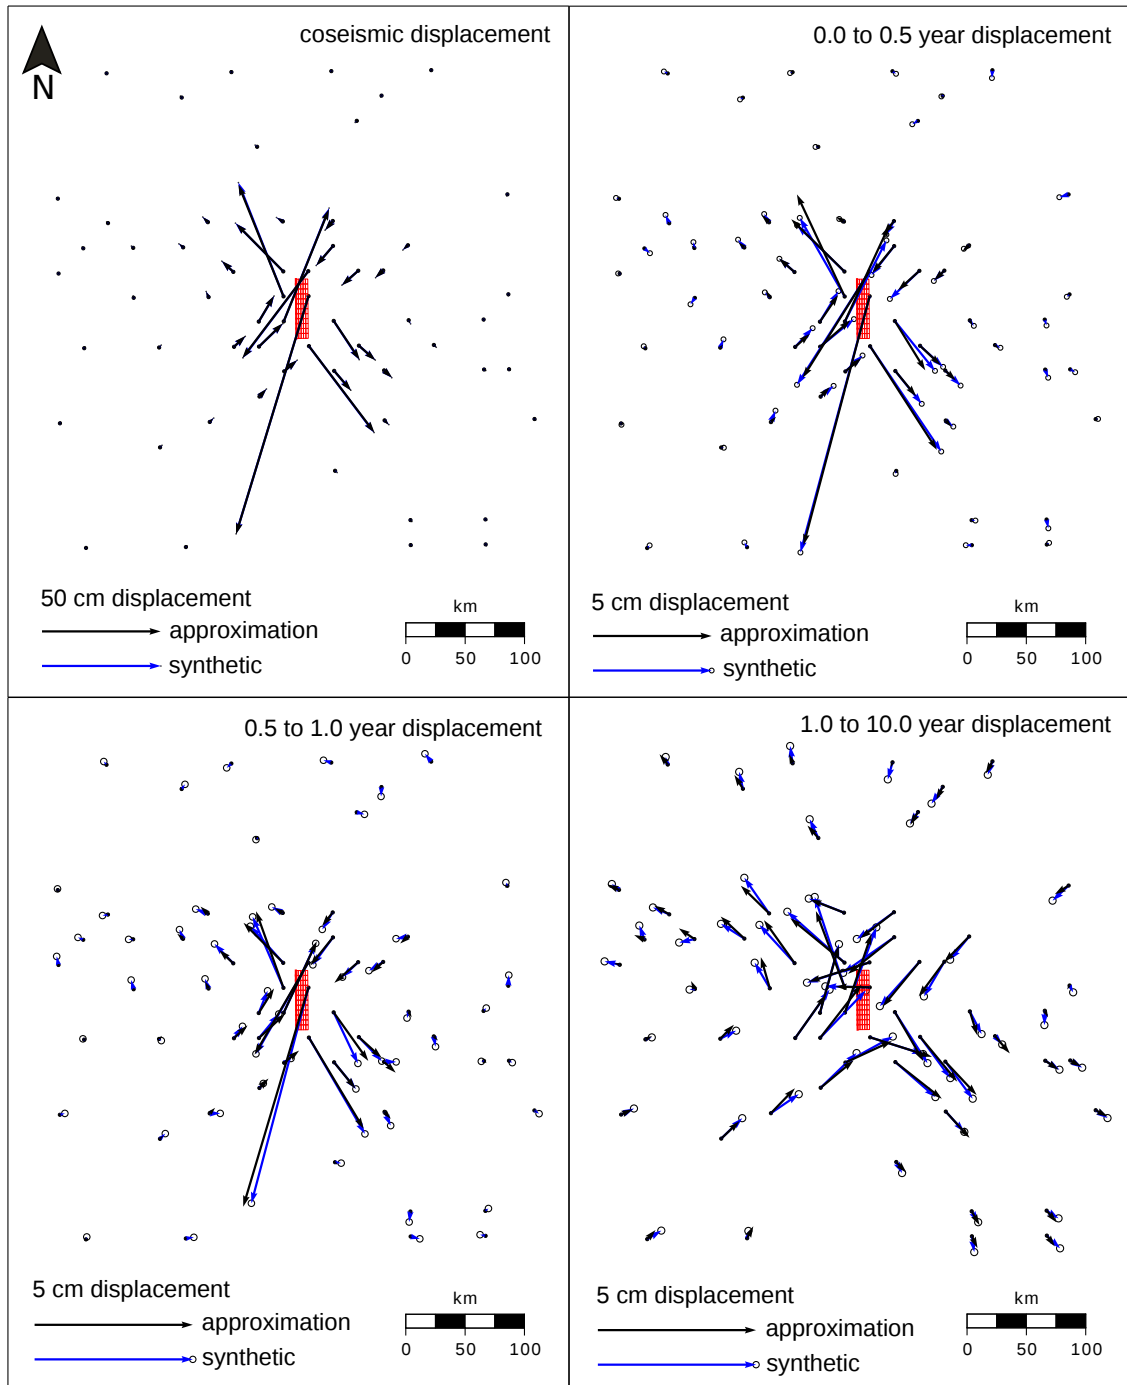 coseismic displacement
N
50 cm displacement
approximation
synthetic
km
0 50 100
0.0 to 0.5 year displacement
5 cm displacement
approximation
synthetic
km
0 50 100
0.5 to 1.0 year displacement
5 cm displacement
approximation
synthetic
km
0 50 100
1.0 to 10.0 year displacement
5 cm displacement
approximation
synthetic
km
0 50 100